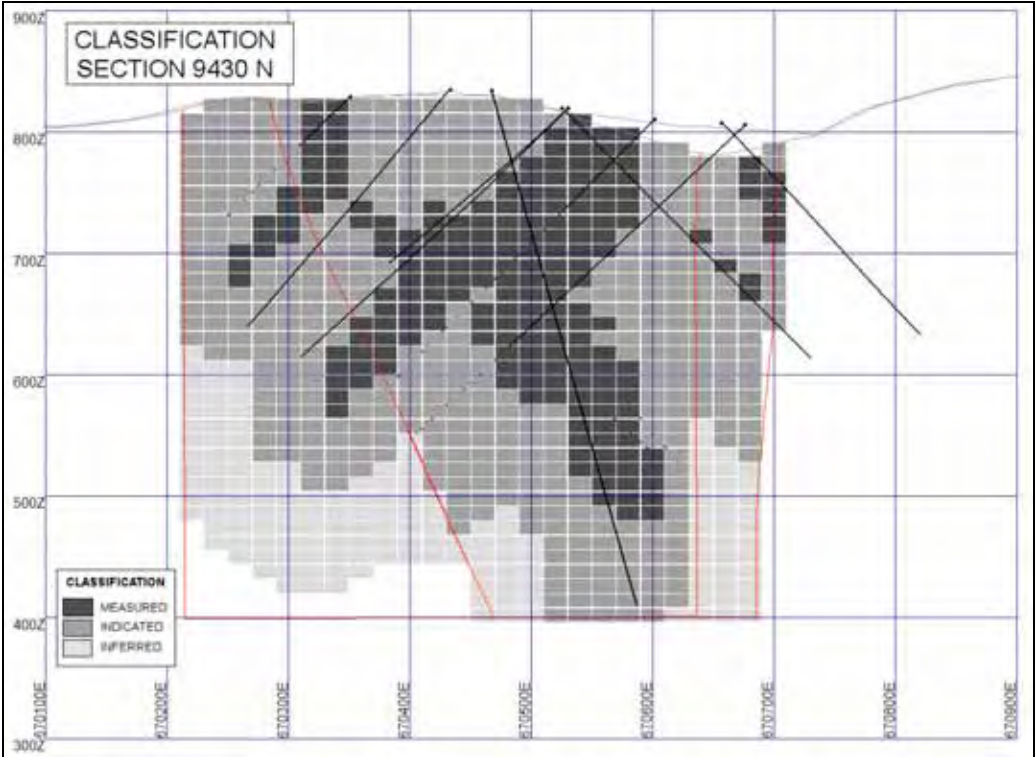 900Z
CLASSIFICATION
SECTION 9430 N
800Z
700Z
600Z
500Z
CLASSIFICATION
MEASURED
INDICATED
INFERRED
400Z
300Z
670100E
670200E
670300E
670400E
670500E
670600E
670700E
670800E
670900E